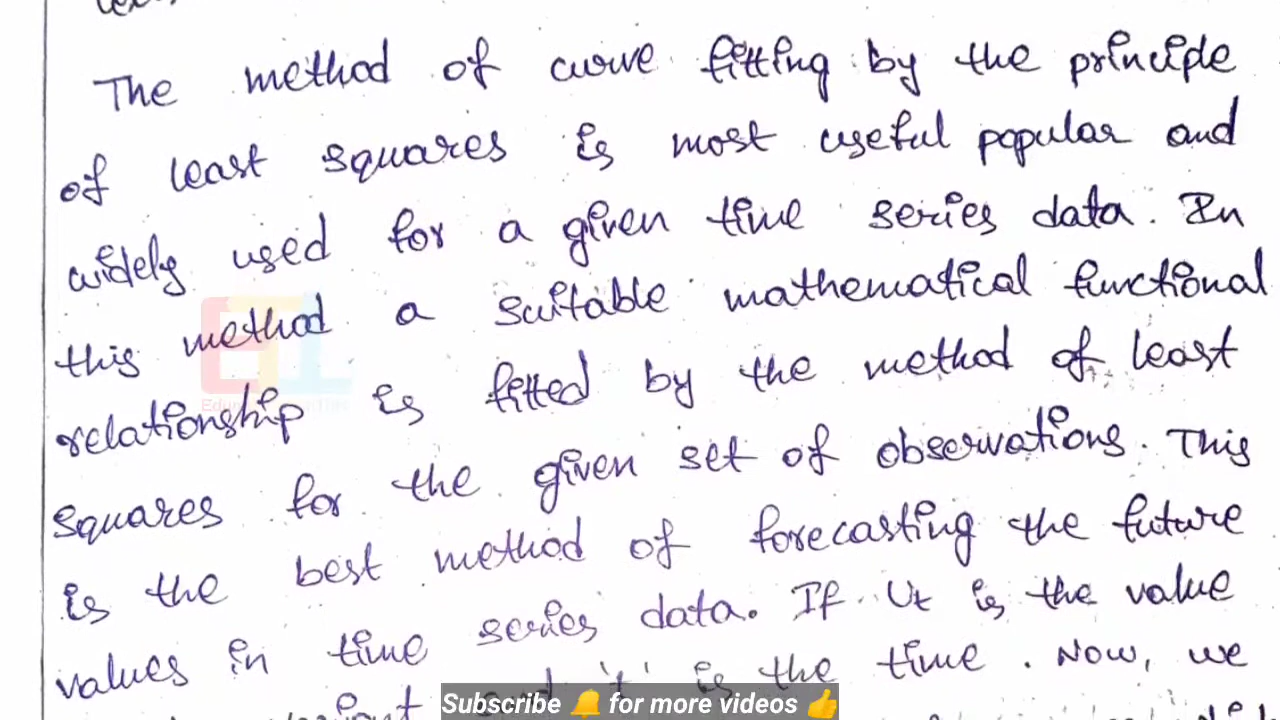 The method of curve fitting by the principle
of least squares is most useful popular and
widely used for a given time series data. In
this method a suitable mathematical functional
relationship is fitted by the method of least
squares for the given set of observations. This
is the best method of forecasting the future
values in time series data. If Ut is the value
and 't' is the time. Now, we
Subscribe 🔔 for more videos 👍